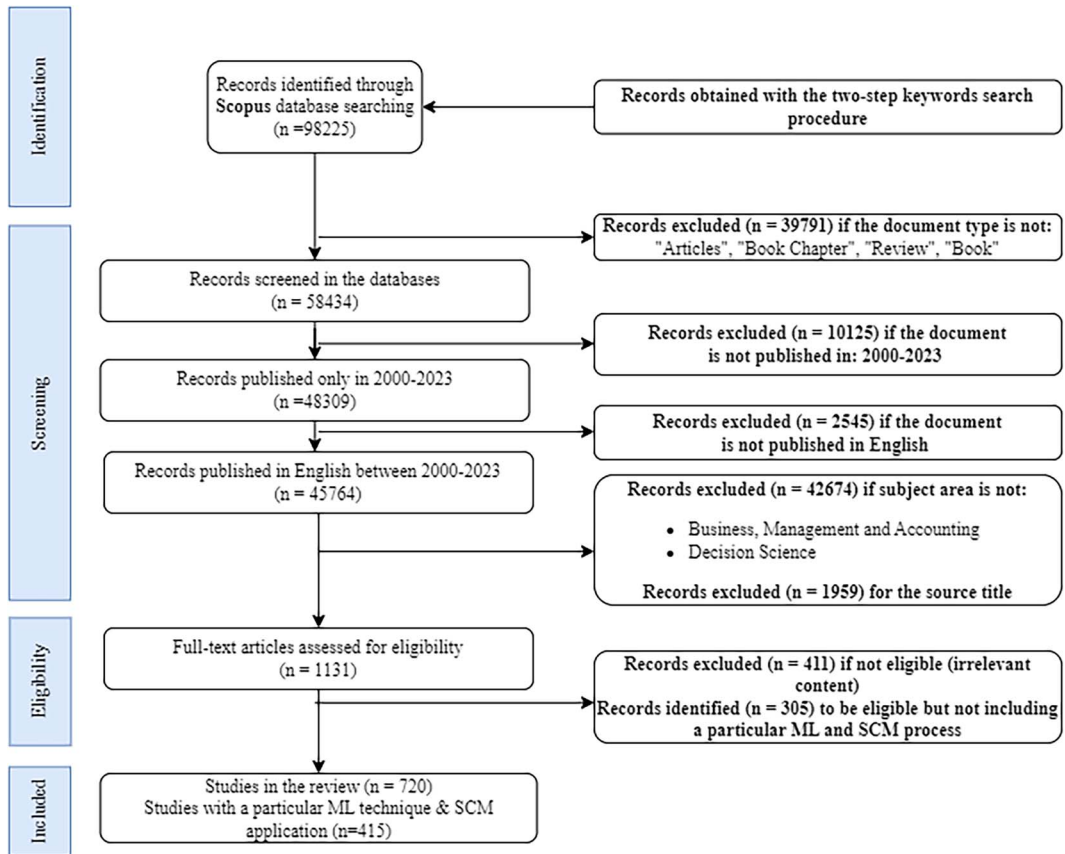 Identification
Records identified through
Scopus database searching
(n =98225)
Records obtained with the two-step keywords search
procedure
Screening
Records excluded (n = 39791) if the document type is not:
"Articles", "Book Chapter", "Review", "Book"
Records screened in the databases
(n = 58434)
Records excluded (n = 10125) if the document
is not published in: 2000-2023
Records published only in 2000-2023
(n =48309)
Records excluded (n = 2545) if the document
is not published in English
Records published in English between 2000-2023
(n = 45764)
Records excluded (n = 42674) if subject area is not:
• Business, Management and Accounting
• Decision Science
Records excluded (n = 1959) for the source title
Eligibility
Full-text articles assessed for eligibility
(n = 1131)
Records excluded (n = 411) if not eligible (irrelevant
content)
Records identified (n = 305) to be eligible but not including
a particular ML and SCM process
Included
Studies in the review (n = 720)
Studies with a particular ML technique & SCM
application (n=415)